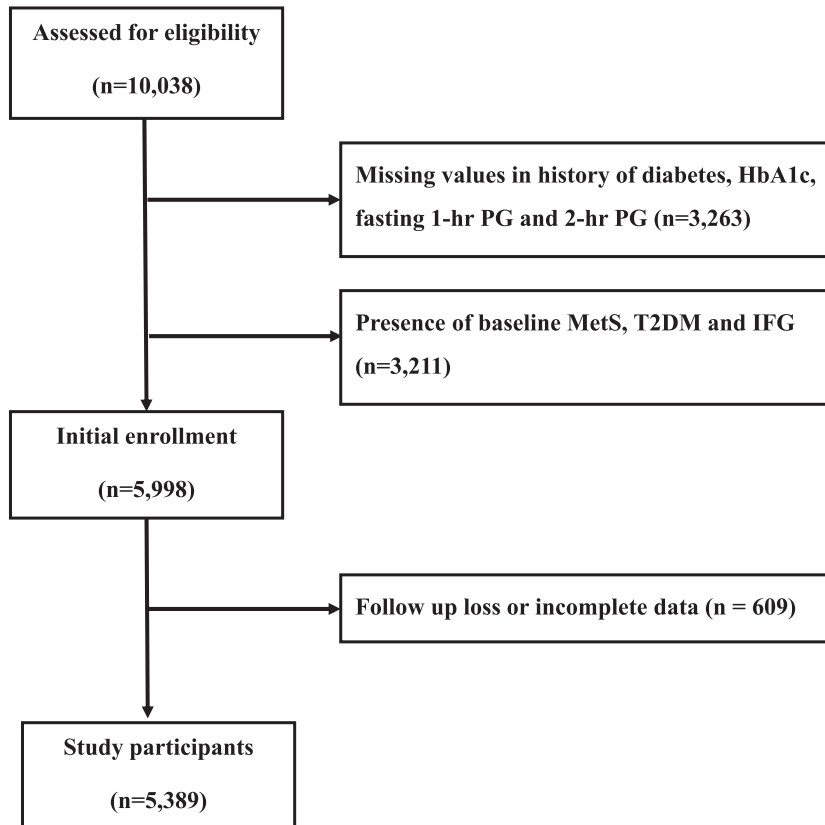 Assessed for eligibility
(n=10,038)
Missing values in history of diabetes, HbA1c,
fasting 1-hr PG and 2-hr PG (n=3,263)
Presence of baseline MetS, T2DM and IFG
(n=3,211)
Initial enrollment
(n=5,998)
Follow up loss or incomplete data (n = 609)
Study participants
(n=5,389)